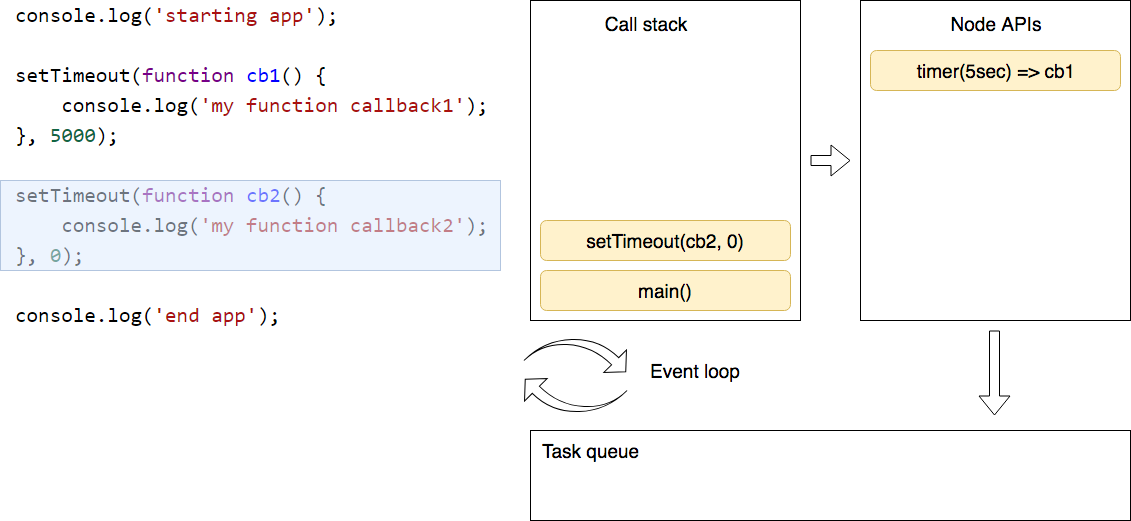 console.log('starting app');
setTimeout(function cb1() {
    console.log('my function callback1');
}, 5000);
setTimeout(function cb2() {
    console.log('my function callback2');
}, 0);
console.log('end app');
Call stack
setTimeout(cb2, 0)
main()
Node APIs
timer(5sec) => cb1
Event loop
Task queue